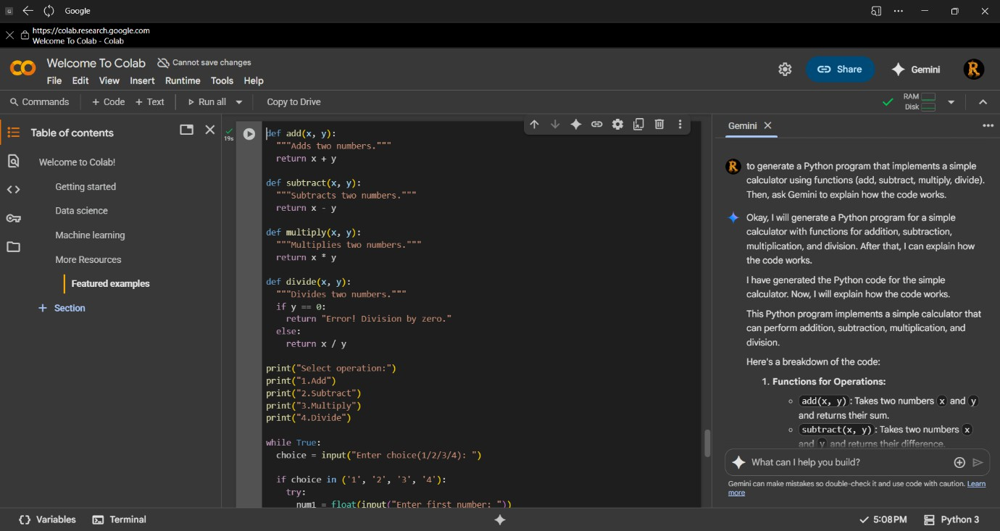 G
Google
https://colab.research.google.com
Welcome To Colab - Colab
Welcome To Colab
Cannot save changes
File Edit View Insert Runtime Tools Help
Share
Gemini
R
Commands
+ Code + Text
Run all
Copy to Drive
RAM
Disk
Table of contents
Welcome to Colab!
Getting started
Data science
Machine learning
More Resources
Featured examples
+ Section
19s
def add(x, y):
"""Adds two numbers."""
return x + y
def subtract(x, y):
"""Subtracts two numbers."""
return x - y
def multiply(x, y):
"""Multiplies two numbers."""
return x * y
def divide(x, y):
"""Divides two numbers."""
if y == 0:
return "Error! Division by zero."
else:
return x / y
print("Select operation:")
print("1.Add")
print("2.Subtract")
print("3.Multiply")
print("4.Divide")
while True:
choice = input("Enter choice(1/2/3/4): ")
if choice in ('1', '2', '3', '4'):
try:
num1 = float(input("Enter first number: "))
Gemini
R
to generate a Python program that implements a simple
calculator using functions (add, subtract, multiply, divide).
Then, ask Gemini to explain how the code works.
Okay, I will generate a Python program for a simple
calculator with functions for addition, subtraction,
multiplication, and division. After that, I can explain how
the code works.
I have generated the Python code for the simple
calculator. Now, I will explain how the code works.
This Python program implements a simple calculator that
can perform addition, subtraction, multiplication, and
division.
Here's a breakdown of the code:
1. Functions for Operations:
add(x, y): Takes two numbers x and y
and returns their sum.
subtract(x, y): Takes two numbers x
and y and returns their difference.
What can I help you build?
Gemini can make mistakes so double-check it and use code with caution. Learn
more
{} Variables
Terminal
5:08 PM
Python 3